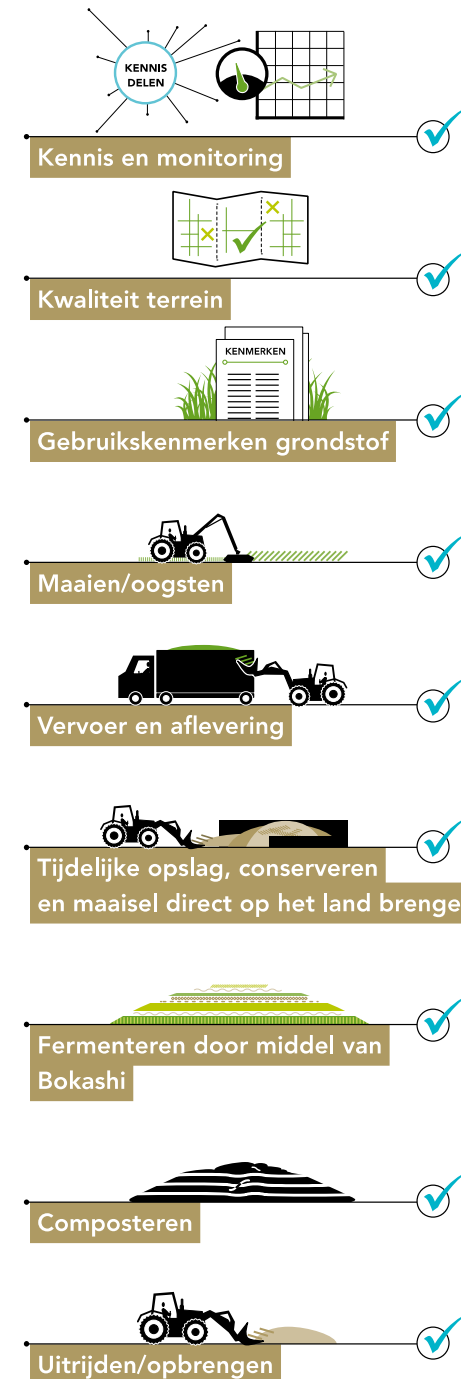 KENNIS
DELEN
Kennis en monitoring
Kwaliteit terrein
KENMERKEN
Gebruikskenmerken grondstof
Maaien/oogsten
Vervoer en aflevering
Tijdelijke opslag, conserveren
en maaisel direct op het land brenge
Fermenteren door middel van
Bokashi
Composteren
Uitrijden/opbrengen